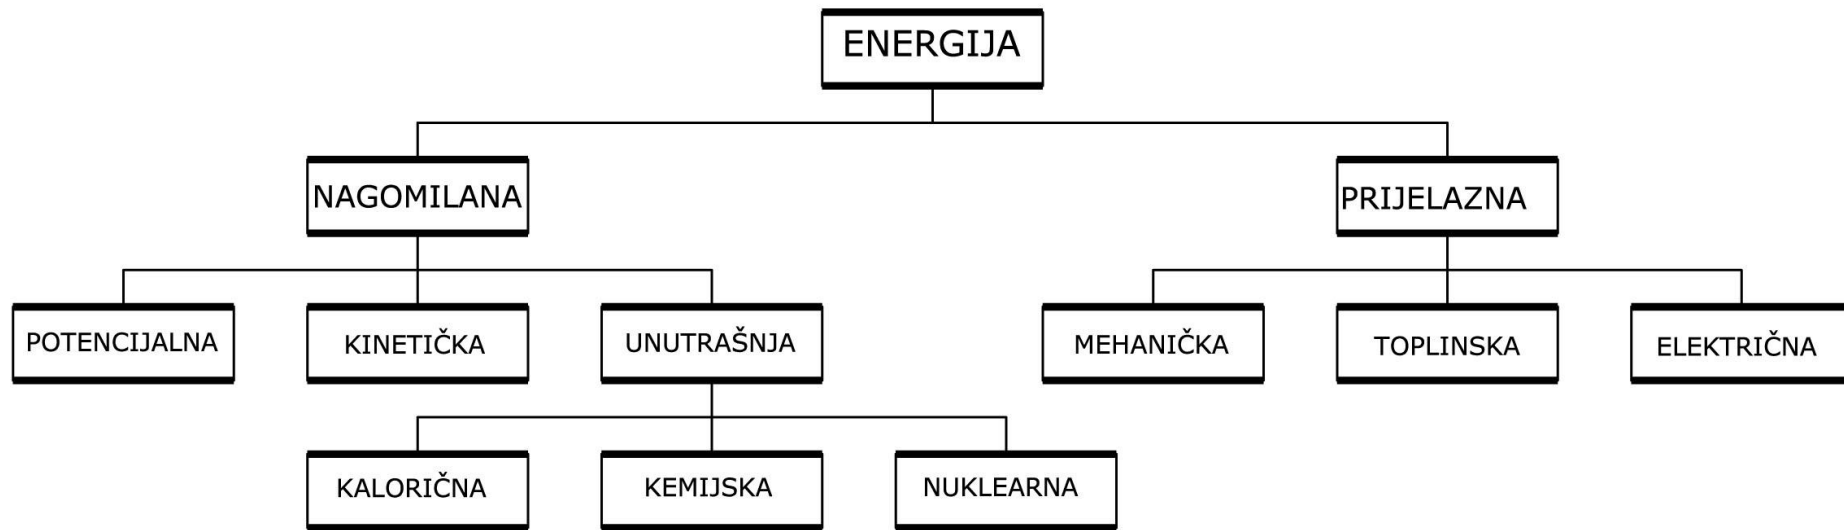 ENERGIJA
NAGOMILANA
PRIJELAZNA
POTENCIJALNA
KINETIČKA
UNUTRAŠNJA
MEHANIČKA
TOPLINSKA
ELEKTRIČNA
KALORIČNA
KEMIJSKA
NUKLEARNA